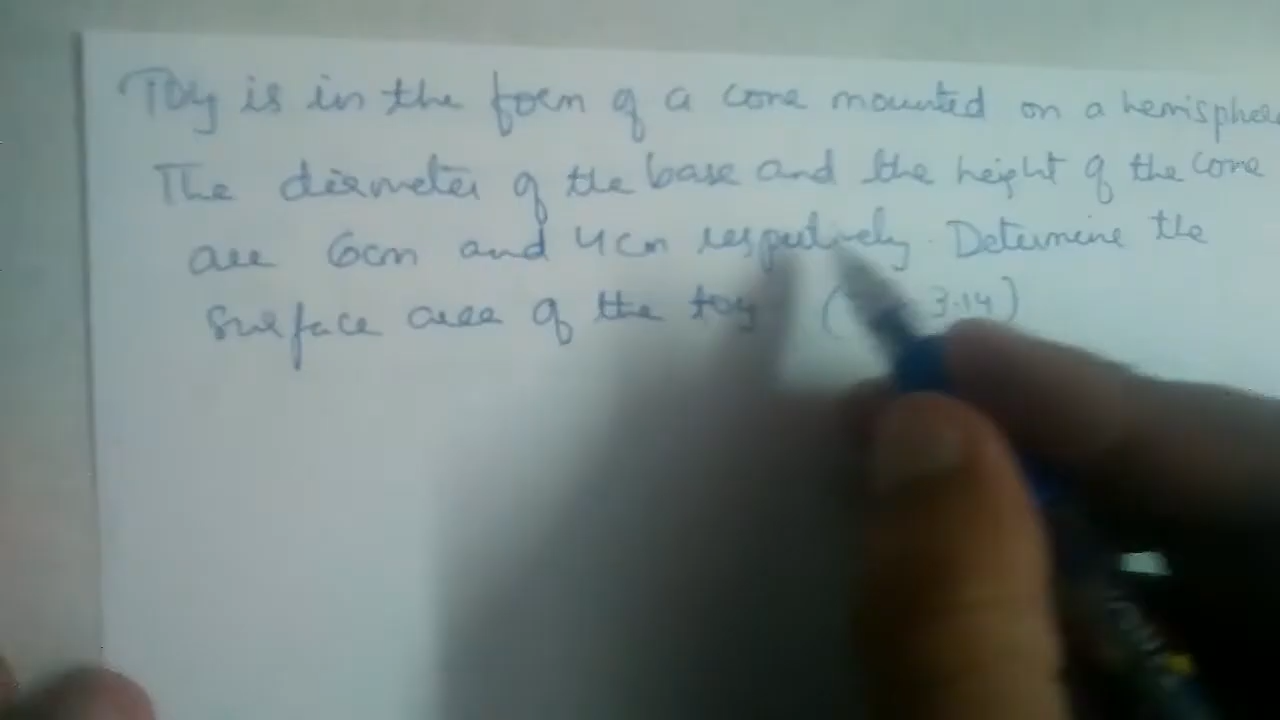 Toy is in the form of a cone mounted on a hemisphere
The diameter of the base and the height of the cone
are 6cm and 4cm respectively. Determine the
surface area of the toy ( 3.14)